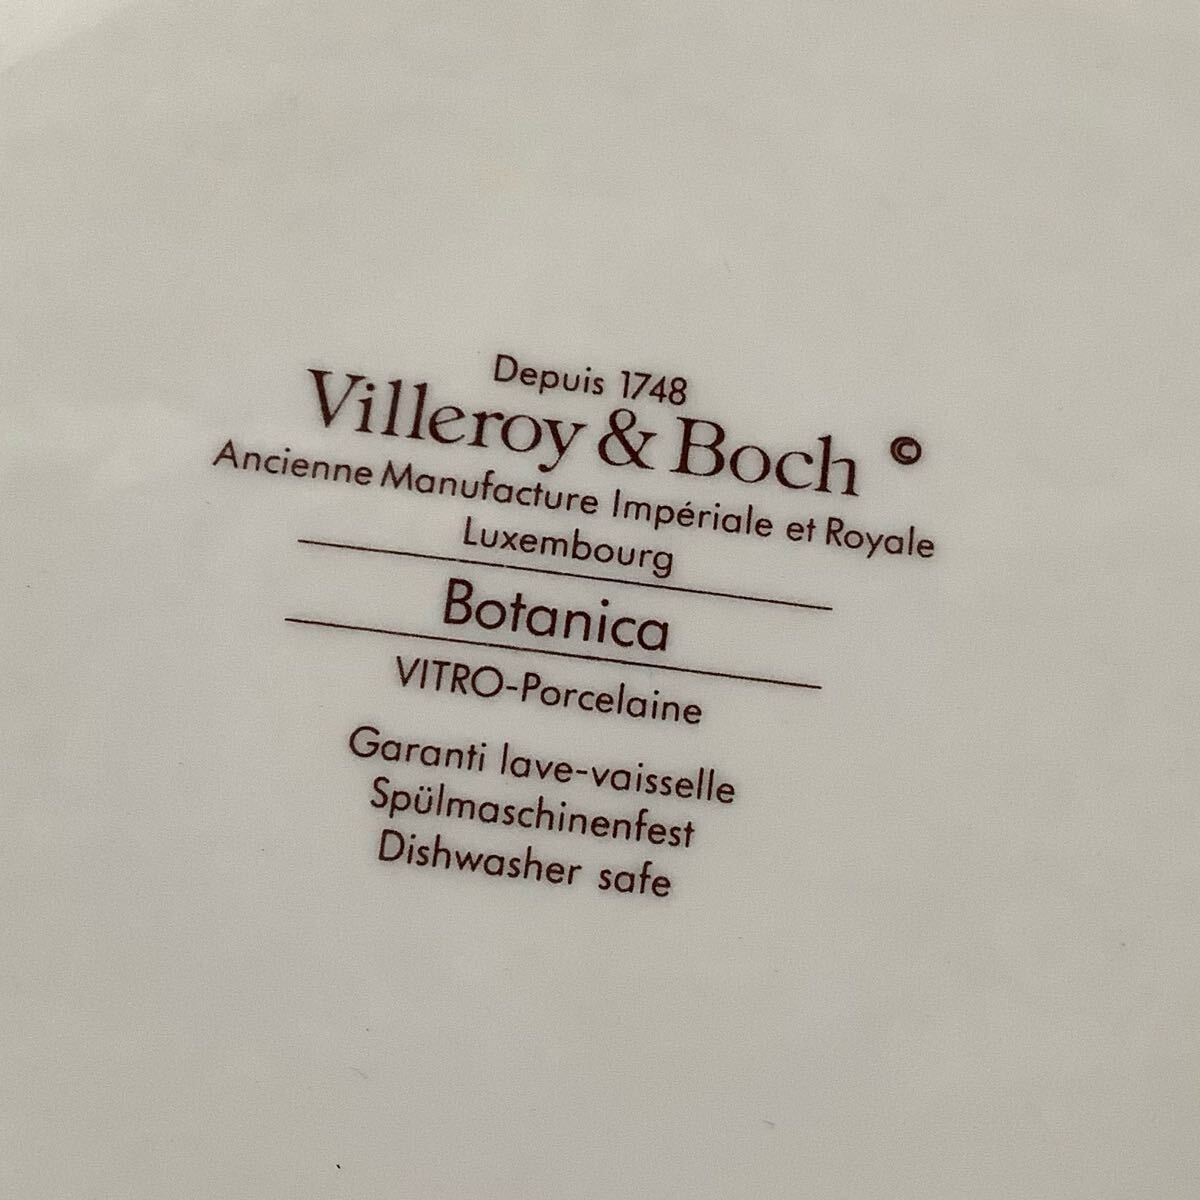 Depuis 1748
Villeroy & Boch ©
Ancienne Manufacture Impériale et Royale
Luxembourg
Botanica
VITRO-Porcelaine
Garanti lave-vaisselle
Spülmaschinenfest
Dishwasher safe